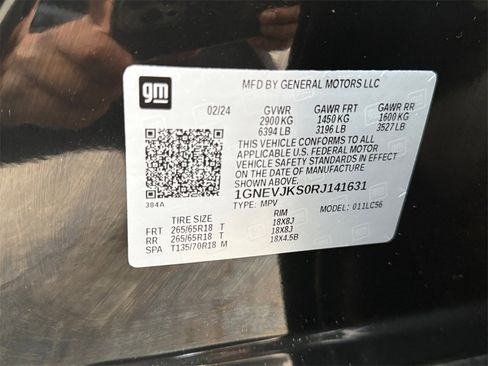 gm
MFD BY GENERAL MOTORS LLC
02/24 GVWR GAWR FRT GAWR RR
2900 KG 1450 KG 1600 KG
6394 LB 3196 LB 3527 LB
THIS VEHICLE CONFORMS TO ALL
APPLICABLE U.S. FEDERAL MOTOR
VEHICLE SAFETY STANDARDS IN EFFECT
ON THE DATE OF MANUFACTURE
SHOWN ABOVE.
1GNEVJKS0RJ141631
384A TYPE: MPV MODEL: 011LC56
TIRE SIZE RIM
FRT 265/65R18 T 18X8J
RR 265/65R18 T 18X8J
SPA T135/70R18 M 18X4.5B